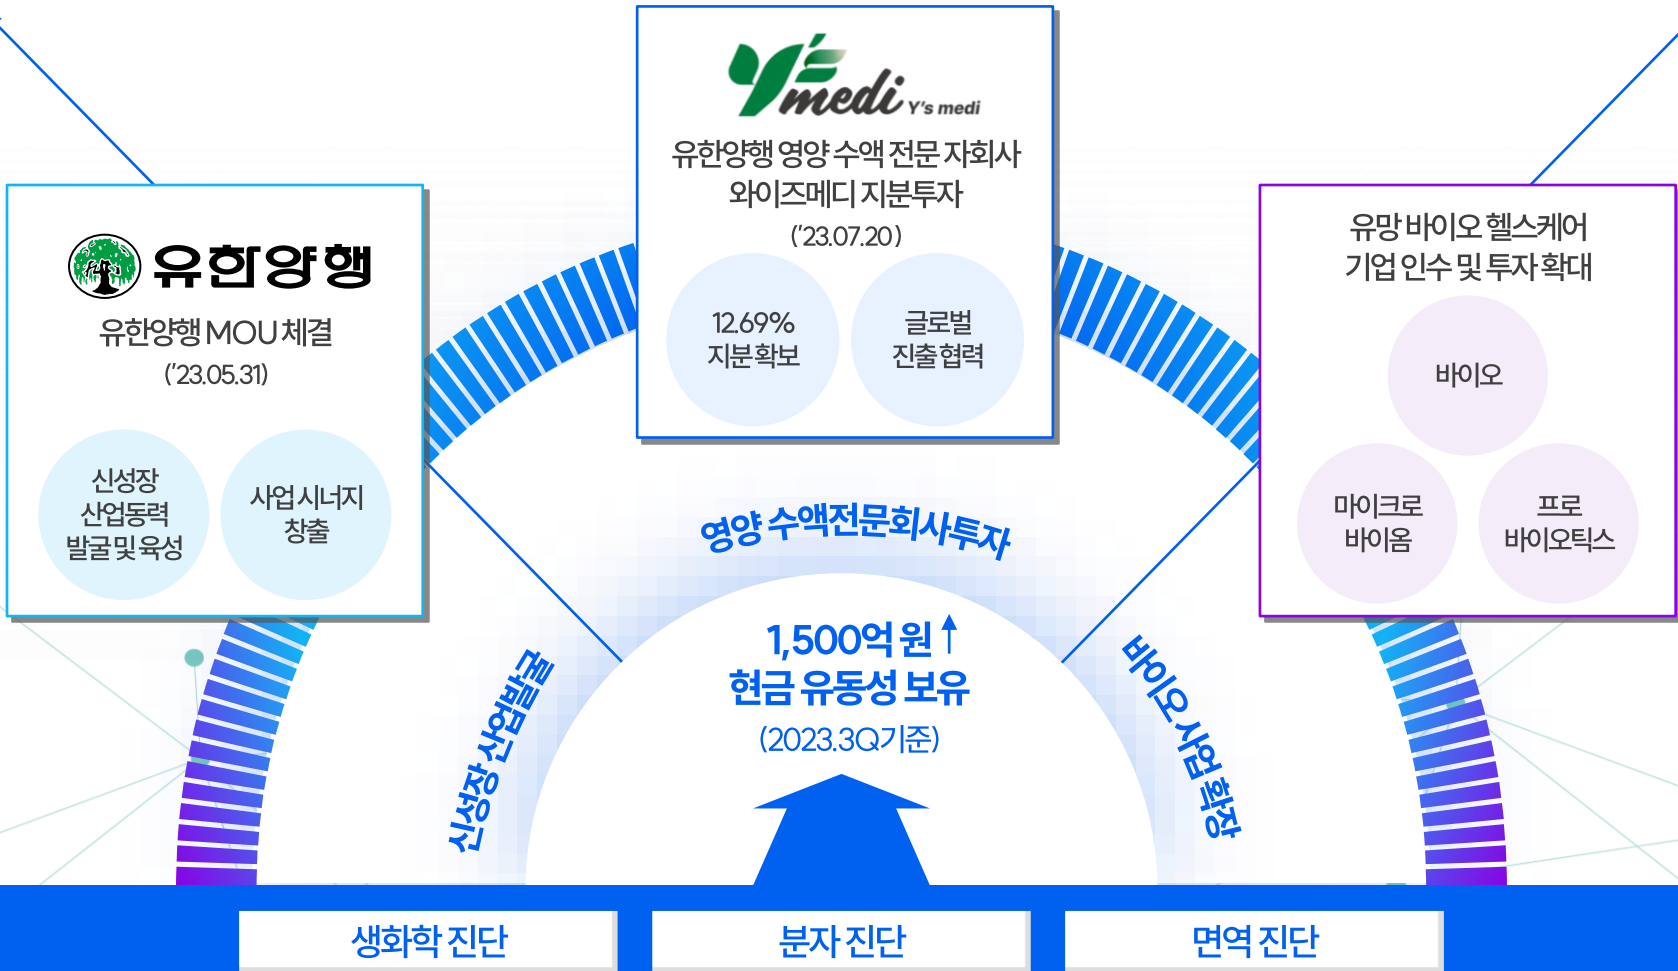 Y's medi
유한양행 영양 수액 전문 자회사
와이즈메디 지분투자
('23.07.20)
12.69%
지분 확보
글로벌
진출 협력
유한양행
유한양행 MOU 체결
('23.05.31)
신성장
산업동력
발굴 및 육성
사업 시너지
창출
유망 바이오 헬스케어
기업 인수 및 투자 확대
바이오
마이크로
바이옴
프로
바이오틱스
신성장 산업발굴
영양 수액전문회사투자
바이오 사업 확장
1,500억 원↑
현금 유동성 보유
(2023.3Q기준)
생화학 진단
분자 진단
면역 진단